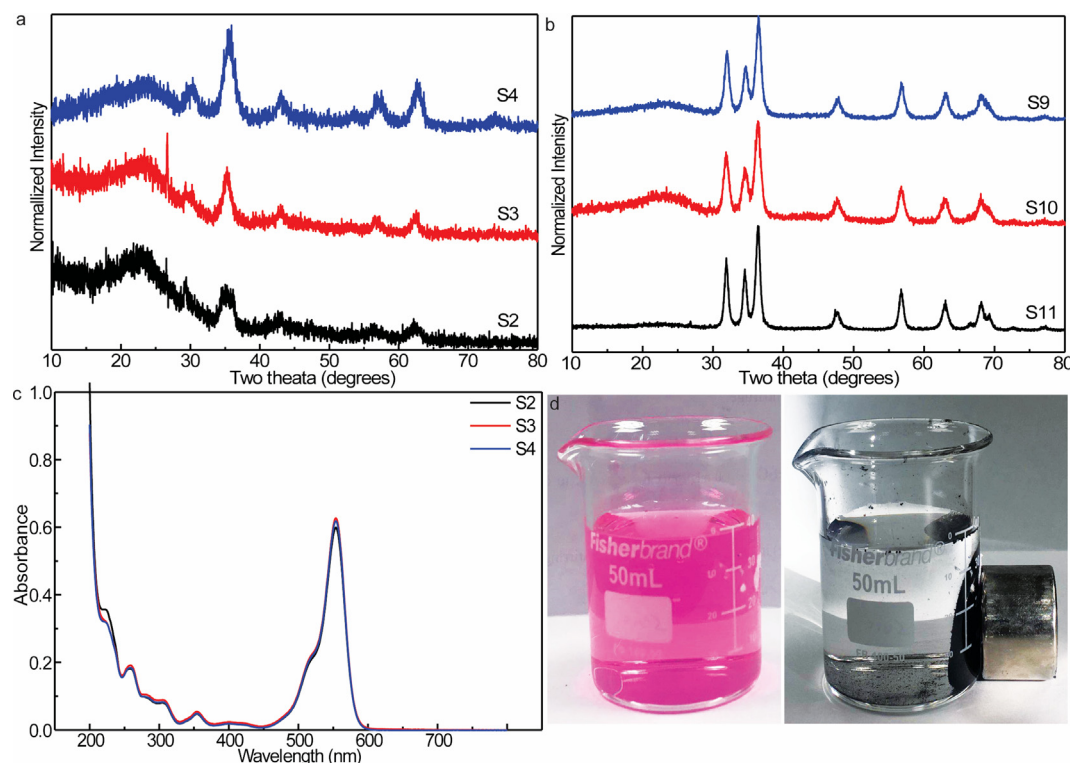 a
Normallized Intensity
S4
S3
S2
10 20 30 40 50 60 70 80
Two theata (degrees)
b
Normalized Intenisty
S9
S10
S11
10 20 30 40 50 60 70 80
Two theta (degrees)
c
Absorbance
1.0
0.8
0.6
0.4
0.2
0.0
S2
S3
S4
200 300 400 500 600 700
Wavelength (nm)
d
Fisherbrand®
50mL
Fisherbrand®
50mL